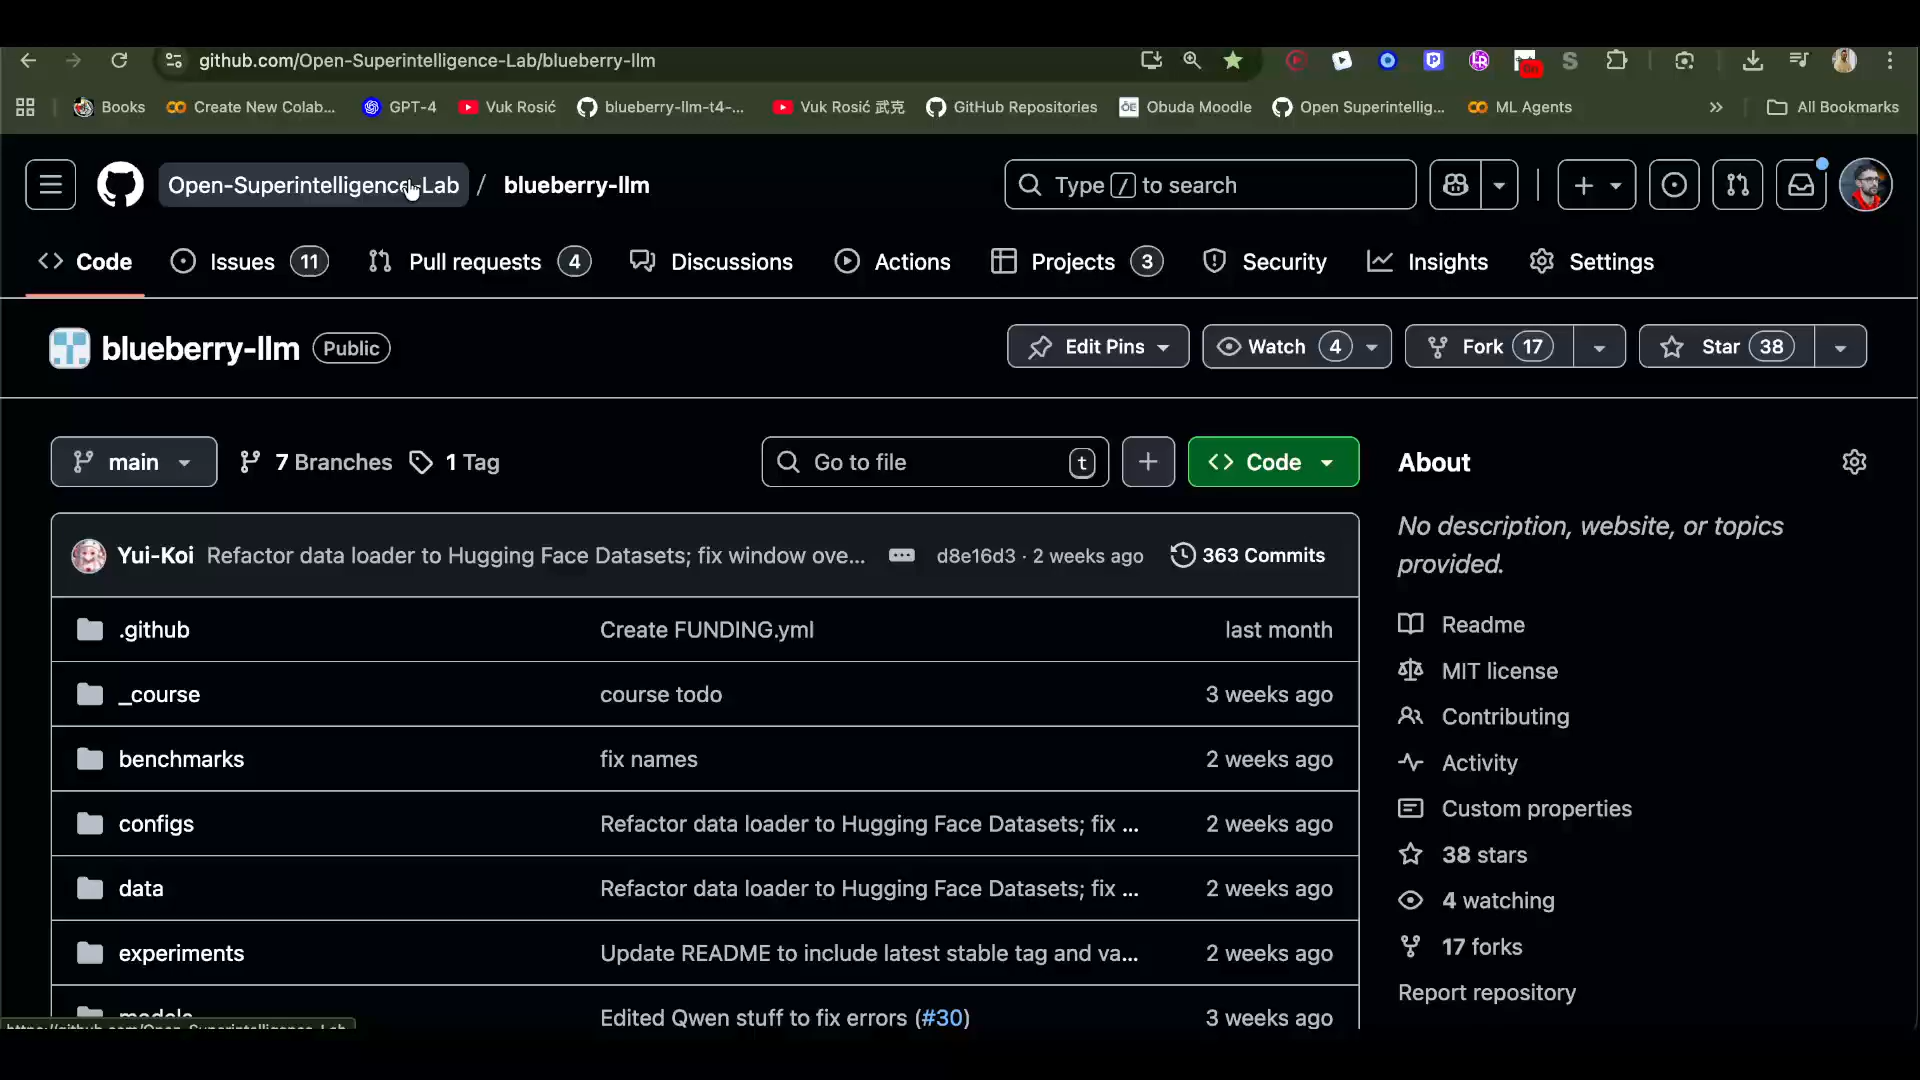 github.com/Open-Superintelligence-Lab/blueberry-llm
On
Books
Create New Colab...
GPT-4
Vuk Rosić
blueberry-llm-t4-...
Vuk Rosić 武克
GitHub Repositories
Obuda Moodle
Open Superintellig...
ML Agents
» All Bookmarks
Open-Superintelligence-Lab / blueberry-llm
Type / to search
Code
Issues 11
Pull requests 4
Discussions
Actions
Projects 3
Security
Insights
Settings
blueberry-llm Public
Edit Pins
Watch 4
Fork 17
Star 38
main
7 Branches
1 Tag
Go to file t
+
Code
About
No description, website, or topics
provided.
Yui-Koi Refactor data loader to Hugging Face Datasets; fix window ove... d8e16d3 · 2 weeks ago 363 Commits
.github Create FUNDING.yml last month
_course course todo 3 weeks ago
benchmarks fix names 2 weeks ago
configs Refactor data loader to Hugging Face Datasets; fix ... 2 weeks ago
data Refactor data loader to Hugging Face Datasets; fix ... 2 weeks ago
experiments Update README to include latest stable tag and va... 2 weeks ago
models Edited Qwen stuff to fix errors (#30) 3 weeks ago
Readme
MIT license
Contributing
Activity
Custom properties
38 stars
4 watching
17 forks
Report repository
https://github.com/Open-Superintelligence-Lab